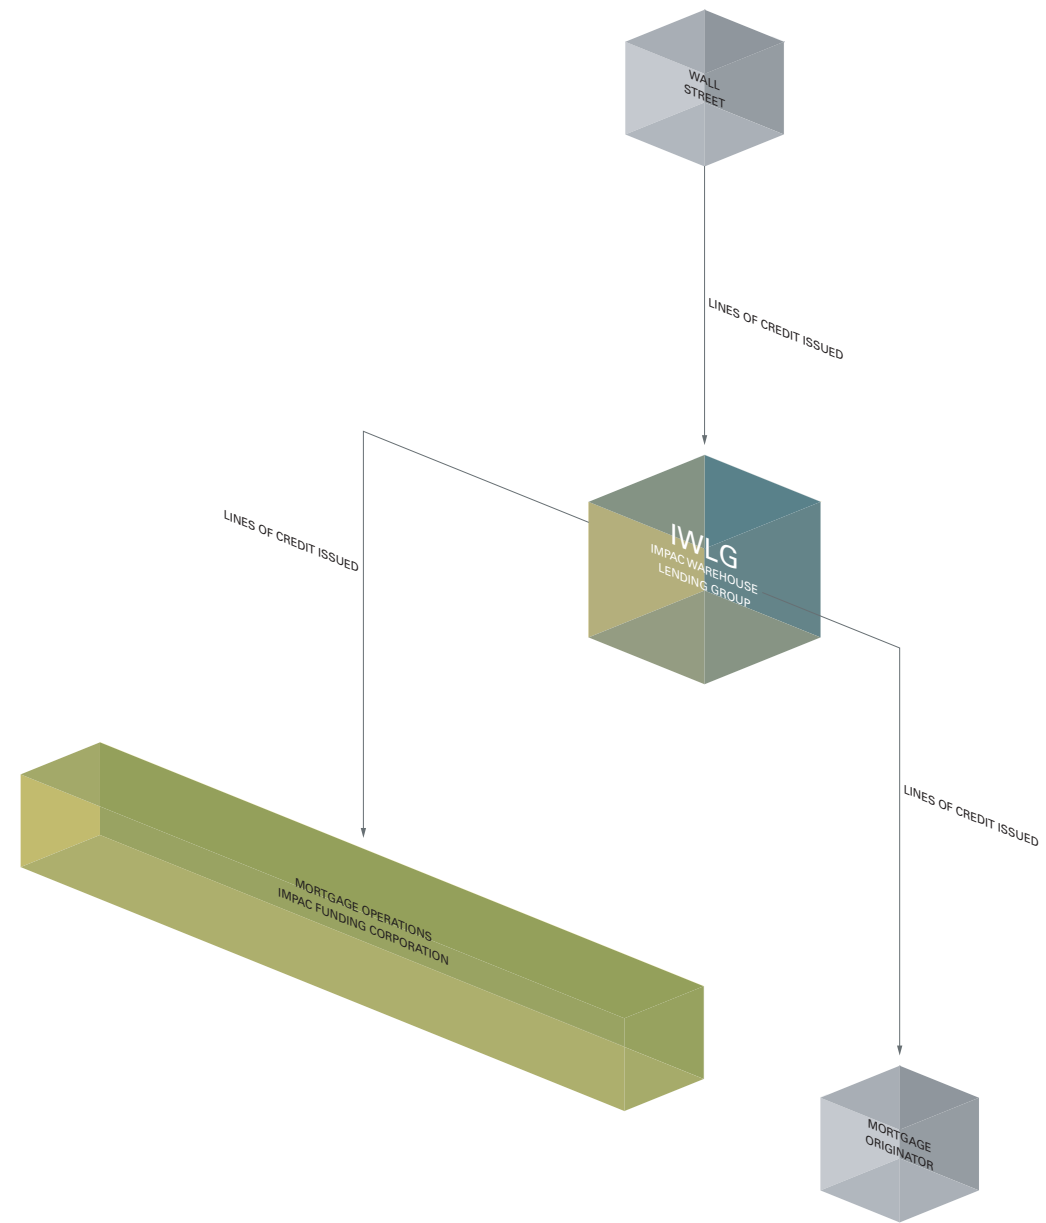 WALL
STREET
LINES OF CREDIT ISSUED
LINES OF CREDIT ISSUED
IWLG
IMPAC WAREHOUSE
LENDING GROUP
LINES OF CREDIT ISSUED
MORTGAGE OPERATIONS
IMPAC FUNDING CORPORATION
MORTGAGE
ORIGINATOR